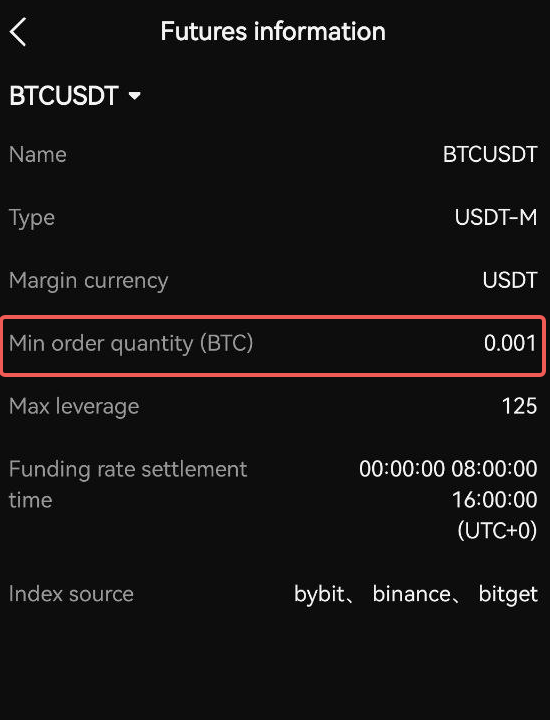 Futures information
BTCUSDT
Name BTCUSDT
Type USDT-M
Margin currency USDT
Min order quantity (BTC) 0.001
Max leverage 125
Funding rate settlement 00:00:00 08:00:00
time 16:00:00
(UTC+0)
Index source bybit、 binance、 bitget